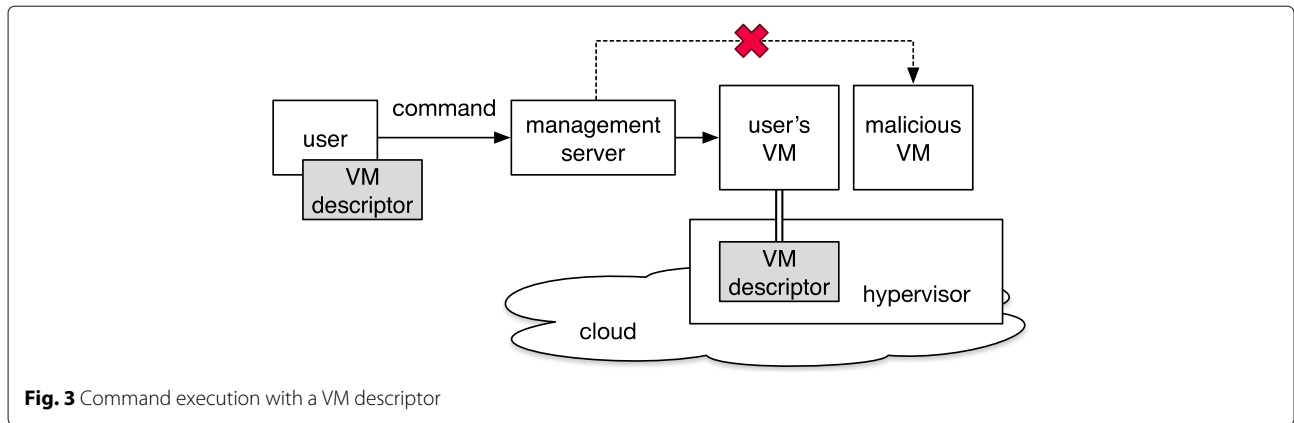 command
user
VM
descriptor
management
server
user's
VM
malicious
VM
VM
descriptor
hypervisor
cloud
Fig. 3 Command execution with a VM descriptor